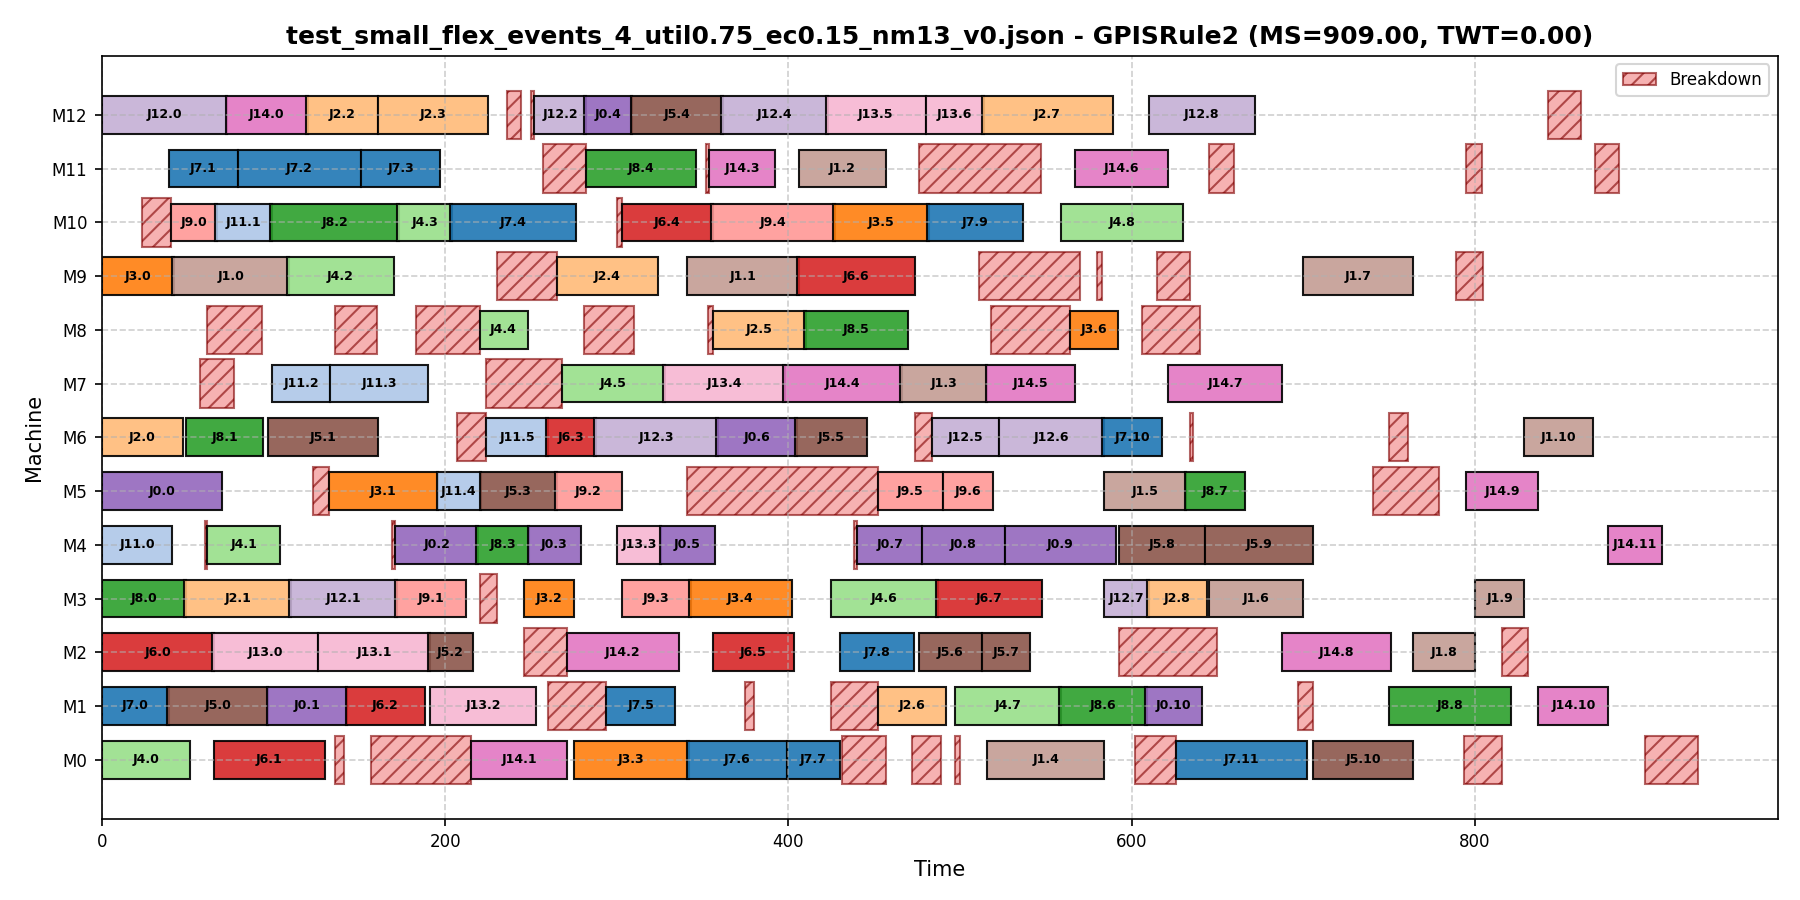 test_small_flex_events_4_util0.75_ec0.15_nm13_v0.json - GPISRule2 (MS=909.00, TWT=0.00)
Breakdown
Machine
M12 J12.0 J14.0 J2.2 J2.3 J12.2 J0.4 J5.4 J12.4 J13.5 J13.6 J2.7 J12.8
M11 J7.1 J7.2 J7.3 J8.4 J14.3 J1.2 J14.6
M10 J9.0 J11.1 J8.2 J4.3 J7.4 J6.4 J9.4 J3.5 J7.9 J4.8
M9 J3.0 J1.0 J4.2 J2.4 J1.1 J6.6 J1.7
M8 J4.4 J2.5 J8.5 J3.6
M7 J11.2 J11.3 J4.5 J13.4 J14.4 J1.3 J14.5 J14.7
M6 J2.0 J8.1 J5.1 J11.5 J6.3 J12.3 J0.6 J5.5 J12.5 J12.6 J7.10 J1.10
M5 J0.0 J3.1 J11.4 J5.3 J9.2 J9.5 J9.6 J1.5 J8.7 J14.9
M4 J11.0 J4.1 J0.2 J8.3 J0.3 J13.3 J0.5 J0.7 J0.8 J0.9 J5.8 J5.9 J14.11
M3 J8.0 J2.1 J12.1 J9.1 J3.2 J9.3 J3.4 J4.6 J6.7 J12.7 J2.8 J1.6 J1.9
M2 J6.0 J13.0 J13.1 J5.2 J14.2 J6.5 J7.8 J5.6 J5.7 J14.8 J1.8
M1 J7.0 J5.0 J0.1 J6.2 J13.2 J7.5 J2.6 J4.7 J8.6 J0.10 J8.8 J14.10
M0 J4.0 J6.1 J14.1 J3.3 J7.6 J7.7 J1.4 J7.11 J5.10
0 200 400 600 800
Time